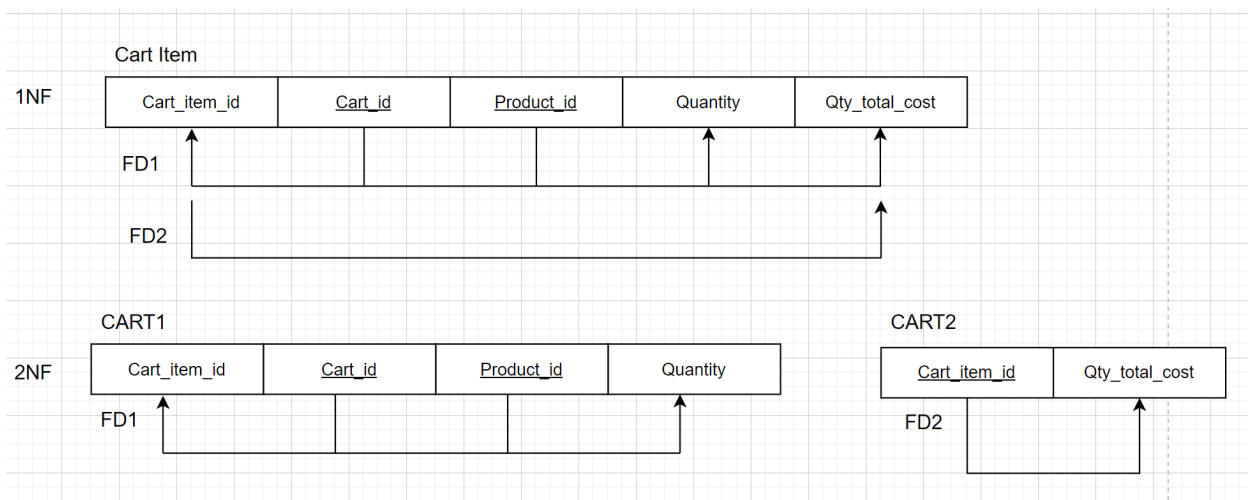 Cart Item
1NF
Cart_item_id Cart_id Product_id Quantity Qty_total_cost
FD1
FD2
CART1 CART2
2NF
Cart_item_id Cart_id Product_id Quantity Cart_item_id Qty_total_cost
FD1 FD2